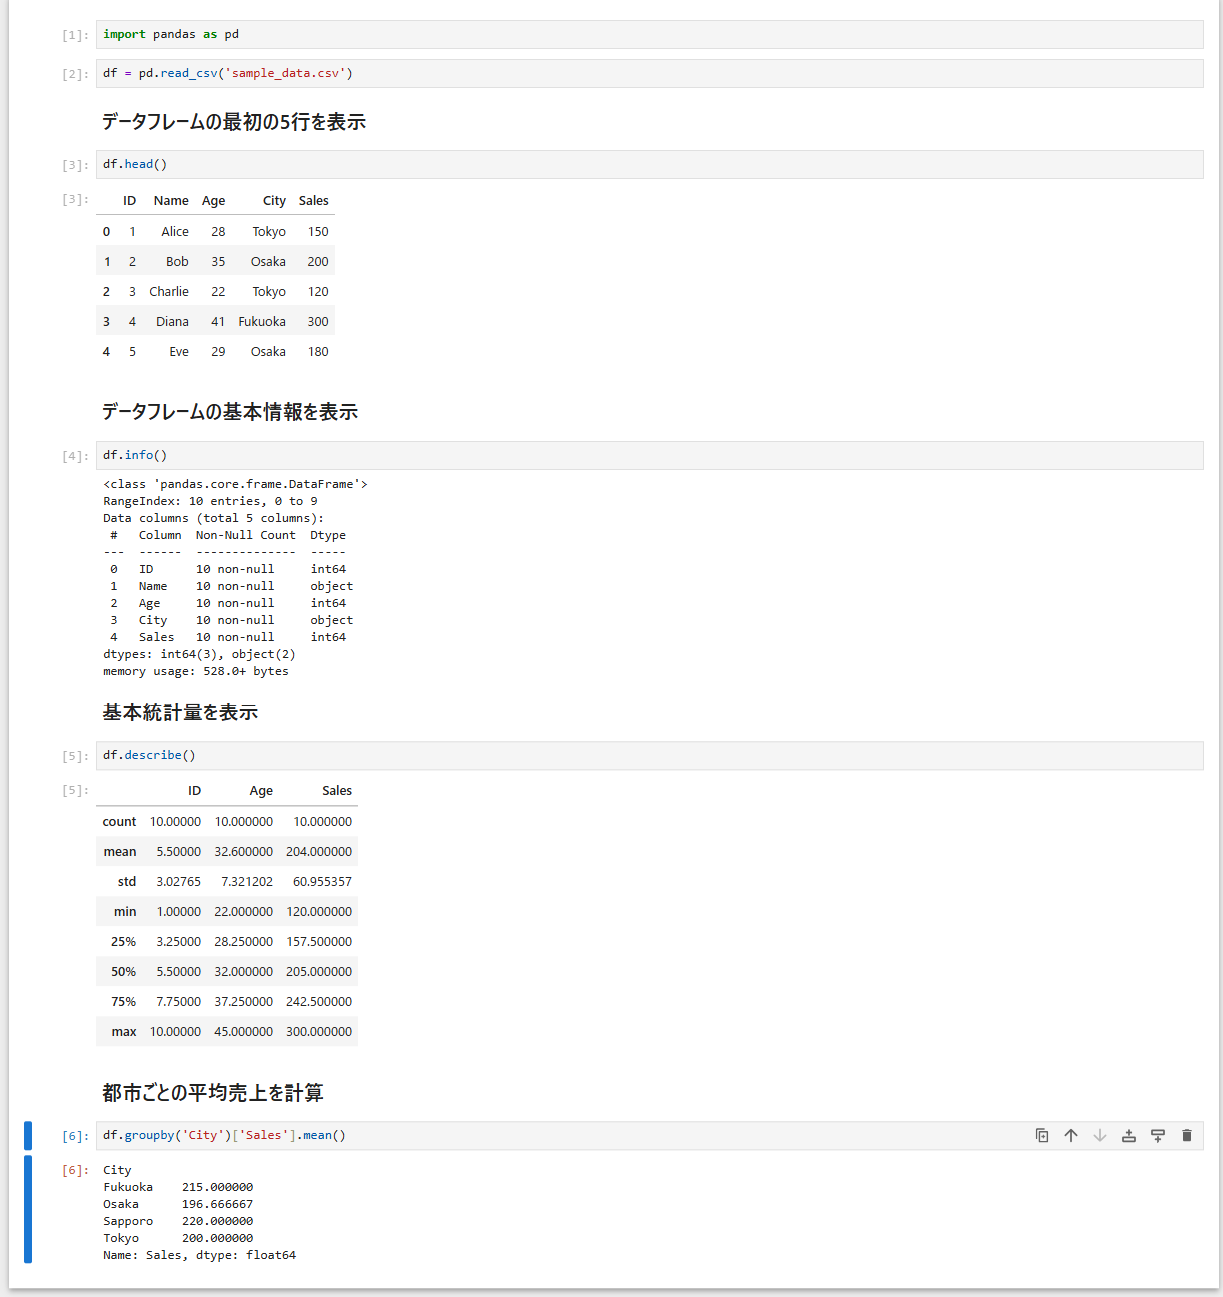 [1]: import pandas as pd
[2]: df = pd.read_csv('sample_data.csv')
データフレームの最初の5行を表示
[3]: df.head()
[3]: ID Name Age City Sales
0 1 Alice 28 Tokyo 150
1 2 Bob 35 Osaka 200
2 3 Charlie 22 Tokyo 120
3 4 Diana 41 Fukuoka 300
4 5 Eve 29 Osaka 180
データフレームの基本情報を表示
[4]: df.info()
<class 'pandas.core.frame.DataFrame'>
RangeIndex: 10 entries, 0 to 9
Data columns (total 5 columns):
# Column Non-Null Count Dtype
--- ------ -------------- -----
0 ID 10 non-null int64
1 Name 10 non-null object
2 Age 10 non-null int64
3 City 10 non-null object
4 Sales 10 non-null int64
dtypes: int64(3), object(2)
memory usage: 528.0+ bytes
基本統計量を表示
[5]: df.describe()
[5]: ID Age Sales
count 10.00000 10.000000 10.000000
mean 5.50000 32.600000 204.000000
std 3.02765 7.321202 60.955357
min 1.00000 22.000000 120.000000
25% 3.25000 28.250000 157.500000
50% 5.50000 32.000000 205.000000
75% 7.75000 37.250000 242.500000
max 10.00000 45.000000 300.000000
都市ごとの平均売上を計算
[6]: df.groupby('City')['Sales'].mean()
[6]: City
Fukuoka 215.000000
Osaka 196.666667
Sapporo 220.000000
Tokyo 200.000000
Name: Sales, dtype: float64